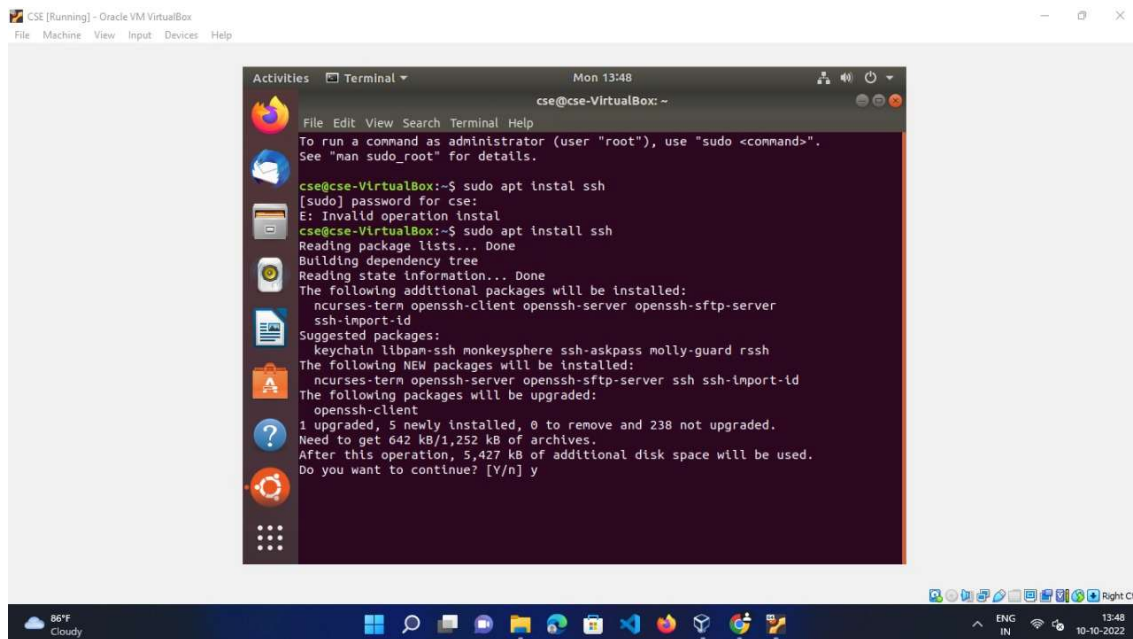 CSE [Running] - Oracle VM VirtualBox
File Machine View Input Devices Help
Activities Terminal Mon 13:48
cse@cse-VirtualBox: ~
File Edit View Search Terminal Help
To run a command as administrator (user "root"), use "sudo <command>".
See "man sudo_root" for details.
cse@cse-VirtualBox:~$ sudo apt instal ssh
[sudo] password for cse:
E: Invalid operation instal
cse@cse-VirtualBox:~$ sudo apt install ssh
Reading package lists... Done
Building dependency tree
Reading state information... Done
The following additional packages will be installed:
ncurses-term openssh-client openssh-server openssh-sftp-server
ssh-import-id
Suggested packages:
keychain libpam-ssh monkeysphere ssh-askpass molly-guard rssh
The following NEW packages will be installed:
ncurses-term openssh-server openssh-sftp-server ssh ssh-import-id
The following packages will be upgraded:
openssh-client
1 upgraded, 5 newly installed, 0 to remove and 238 not upgraded.
Need to get 642 kB/1,252 kB of archives.
After this operation, 5,427 kB of additional disk space will be used.
Do you want to continue? [Y/n] y
Right C
86°F
Cloudy
ENG
IN
13:48
10-10-2022